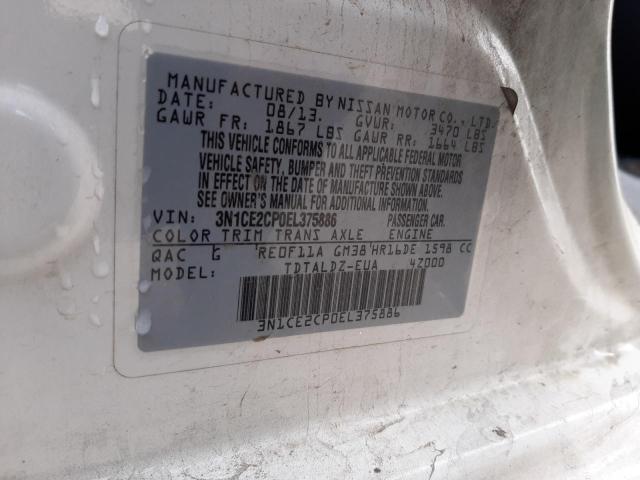 MANUFACTURED BY NISSAN MOTOR CO., LTD.
DATE: 08/13. GVWR: 3470 LBS
GAWR FR: 1867 LBS GAWR RR: 1664 LBS
THIS VEHICLE CONFORMS TO ALL APPLICABLE FEDERAL MOTOR
VEHICLE SAFETY, BUMPER AND THEFT PREVENTION STANDARDS
IN EFFECT ON THE DATE OF MANUFACTURE SHOWN ABOVE.
SEE OWNER'S MANUAL FOR ADDITIONAL INFORMATION.
VIN: 3N1CE2CP0EL375886 PASSENGER CAR.
COLOR TRIM TRANS AXLE ENGINE
QAC G RE0F11A GM38 HR16DE 1598 CC
MODEL: TDTALDZ-EUA 4Z000
3N1CE2CP0EL375886